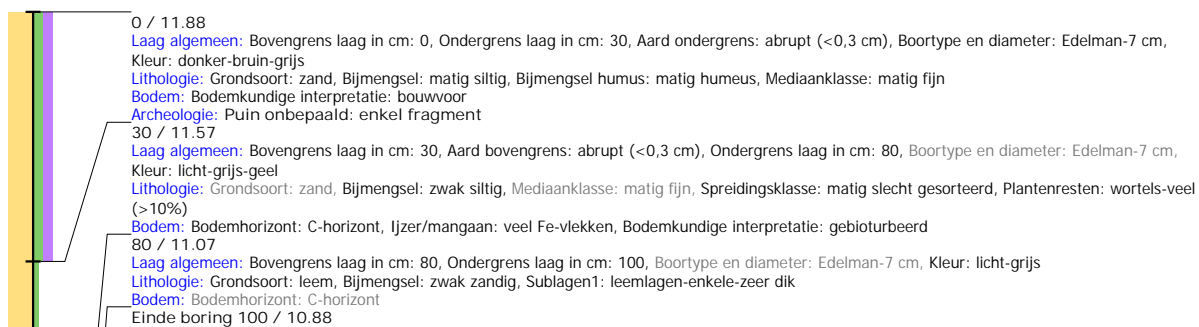 0 / 11.88
Laag algemeen: Bovengrens laag in cm: 0, Ondergrens laag in cm: 30, Aard ondergrens: abrupt (<0,3 cm), Boortype en diameter: Edelman-7 cm,
Kleur: donker-bruin-grijs
Lithologie: Grondsoort: zand, Bijmengsel: matig siltig, Bijmengsel humus: matig humeus, Mediaanklasse: matig fijn
Bodem: Bodemkundige interpretatie: bouwvoor
Archeologie: Puin onbepaald: enkel fragment
30 / 11.57
Laag algemeen: Bovengrens laag in cm: 30, Aard bovengrens: abrupt (<0,3 cm), Ondergrens laag in cm: 80, Boortype en diameter: Edelman-7 cm,
Kleur: licht-grijs-geel
Lithologie: Grondsoort: zand, Bijmengsel: zwak siltig, Mediaanklasse: matig fijn, Spreidingsklasse: matig slecht gesorteerd, Plantenresten: wortels-veel
(>10%)
Bodem: Bodemhorizont: C-horizont, Ijzer/mangaan: veel Fe-vlekken, Bodemkundige interpretatie: gebioturbeerd
80 / 11.07
Laag algemeen: Bovengrens laag in cm: 80, Ondergrens laag in cm: 100, Boortype en diameter: Edelman-7 cm, Kleur: licht-grijs
Lithologie: Grondsoort: leem, Bijmengsel: zwak zandig, Sublagen1: leemlagen-enkele-zeer dik
Bodem: Bodemhorizont: C-horizont
Einde boring 100 / 10.88